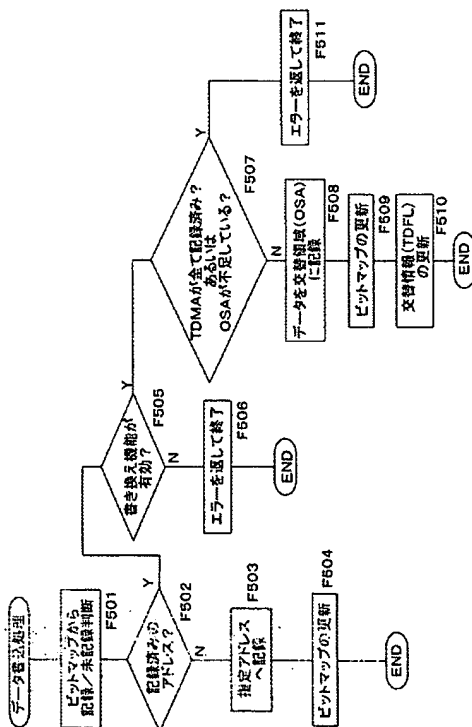 データ書込処理
ビットマップから
記録/未記録判断
F501
記録済みの
アドレス?
F502
Y
N
指定アドレス
へ記録
F503
ビットマップの更新
F504
END
書き換え機能が
有効?
F505
Y
N
エラーを返して終了
F506
END
TDMAが全て記録済み?
あるいは
OSAが不足している?
F507
Y
N
データを交替領域(OSA)
に記録
F508
ビットマップの更新
F509
交替情報(TDFL)
の更新
F510
END
エラーを返して終了
F511
END